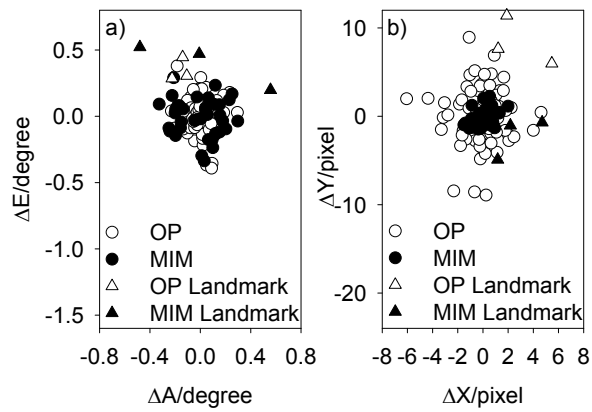 a)
ΔE/degree
0.5
0.0
-0.5
-1.0
-1.5
OP
MIM
OP Landmark
MIM Landmark
-0.8 -0.4 0.0 0.4 0.8
ΔA/degree
b)
ΔY/pixel
10
0
-10
-20
OP
MIM
OP Landmark
MIM Landmark
-8 -6 -4 -2 0 2 4 6 8
ΔX/pixel